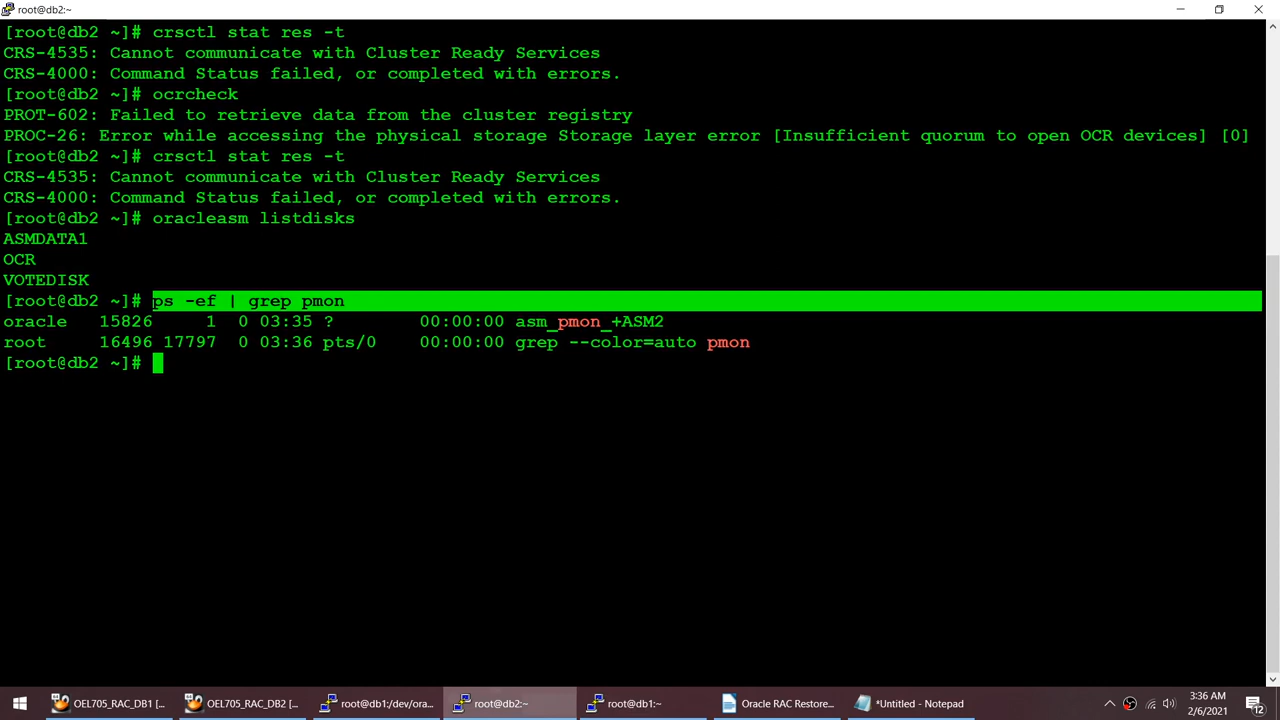 root@db2:~
[root@db2 ~]# crsctl stat res -t
CRS-4535: Cannot communicate with Cluster Ready Services
CRS-4000: Command Status failed, or completed with errors.
[root@db2 ~]# ocrcheck
PROT-602: Failed to retrieve data from the cluster registry
PROC-26: Error while accessing the physical storage Storage layer error [Insufficient quorum to open OCR devices] [0]
[root@db2 ~]# crsctl stat res -t
CRS-4535: Cannot communicate with Cluster Ready Services
CRS-4000: Command Status failed, or completed with errors.
[root@db2 ~]# oracleasm listdisks
ASMDATA1
OCR
VOTEDISK
[root@db2 ~]# ps -ef | grep pmon
oracle   15826     1  0 03:35 ?        00:00:00 asm_pmon_+ASM2
root     16496 17797  0 03:36 pts/0    00:00:00 grep --color=auto pmon
[root@db2 ~]#
OEL705_RAC_DB1 [... OEL705_RAC_DB2 [... root@db1:/dev/ora... root@db2:~ root@db1:~ Oracle RAC Restore... *Untitled - Notepad 3:36 AM
2/6/2021 12